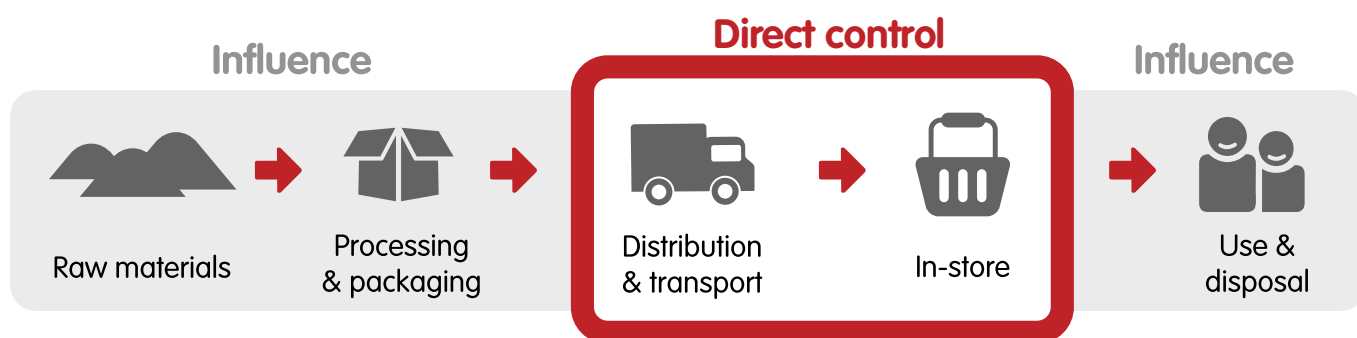 Influence
Direct control
Influence
Raw materials
Processing
& packaging
Distribution
& transport
In-store
Use &
disposal